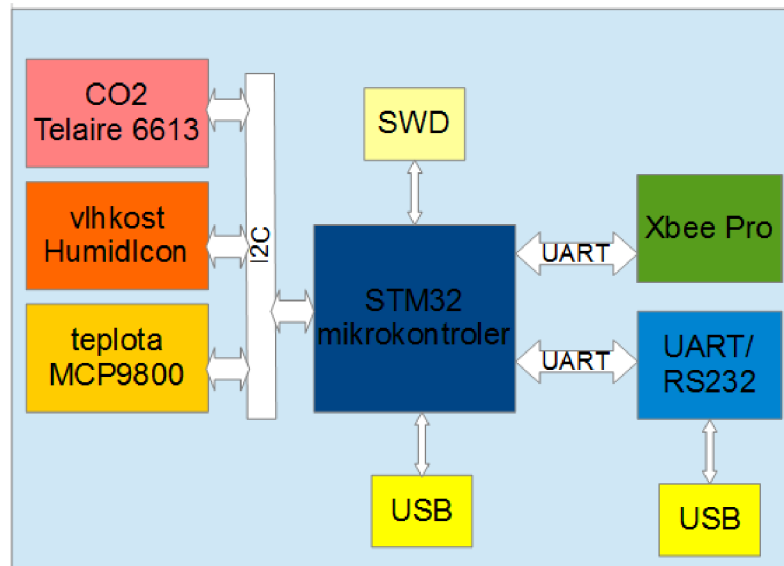 CO2
Telaire 6613
vlhkost
HumidIcon
teplota
MCP9800
I2C
SWD
STM32
mikrokontroler
USB
UART
Xbee Pro
UART
UART/
RS232
USB